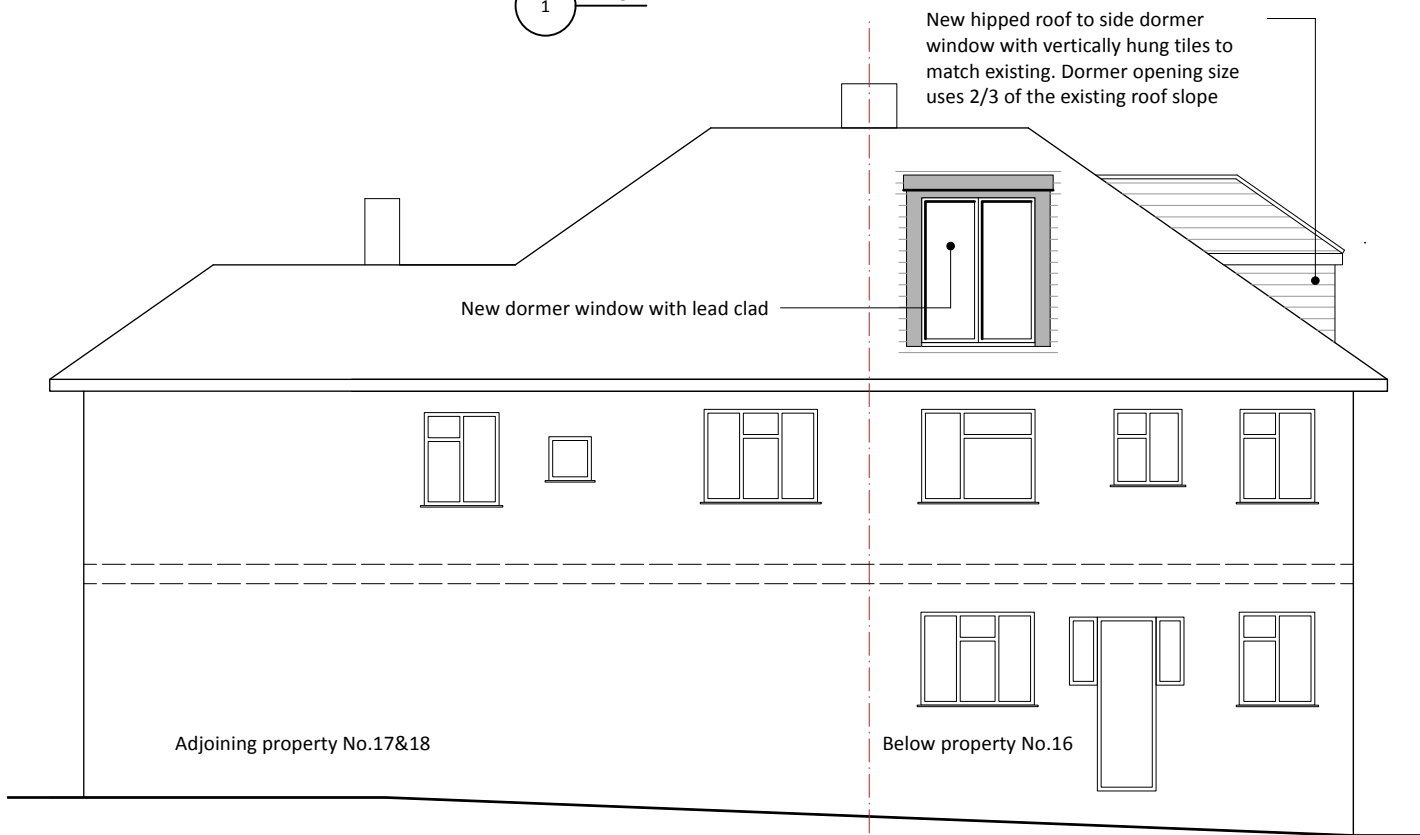 1
New hipped roof to side dormer
window with vertically hung tiles to
match existing. Dormer opening size
uses 2/3 of the existing roof slope
New dormer window with lead clad
Adjoining property No.17&18
Below property No.16